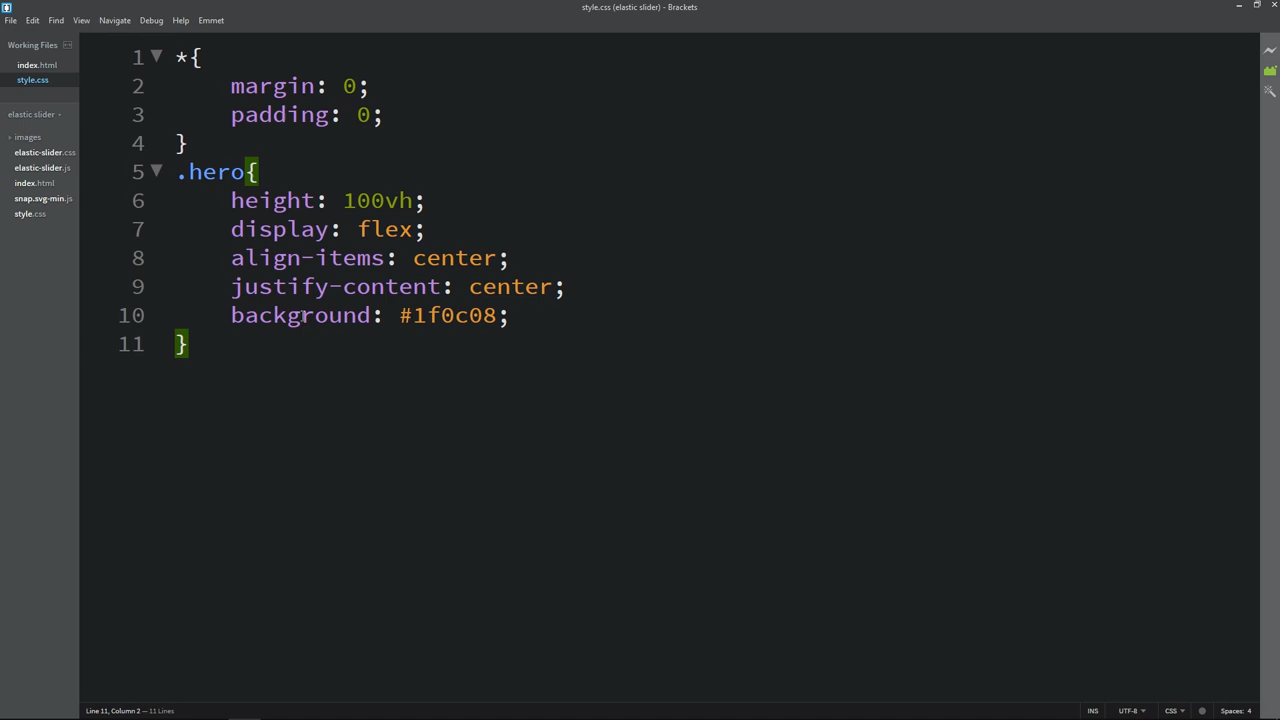 style.css (elastic slider) - Brackets
File Edit Find View Navigate Debug Help Emmet
Working Files
index.html
style.css
elastic slider
images
elastic-slider.css
elastic-slider.js
index.html
snap.svg-min.js
style.css
1 *{
2 margin: 0;
3 padding: 0;
4 }
5 .hero{
6 height: 100vh;
7 display: flex;
8 align-items: center;
9 justify-content: center;
10 background: #1f0c08;
11 }
Line 11, Column 2 — 11 Lines
INS UTF-8 CSS Spaces: 4